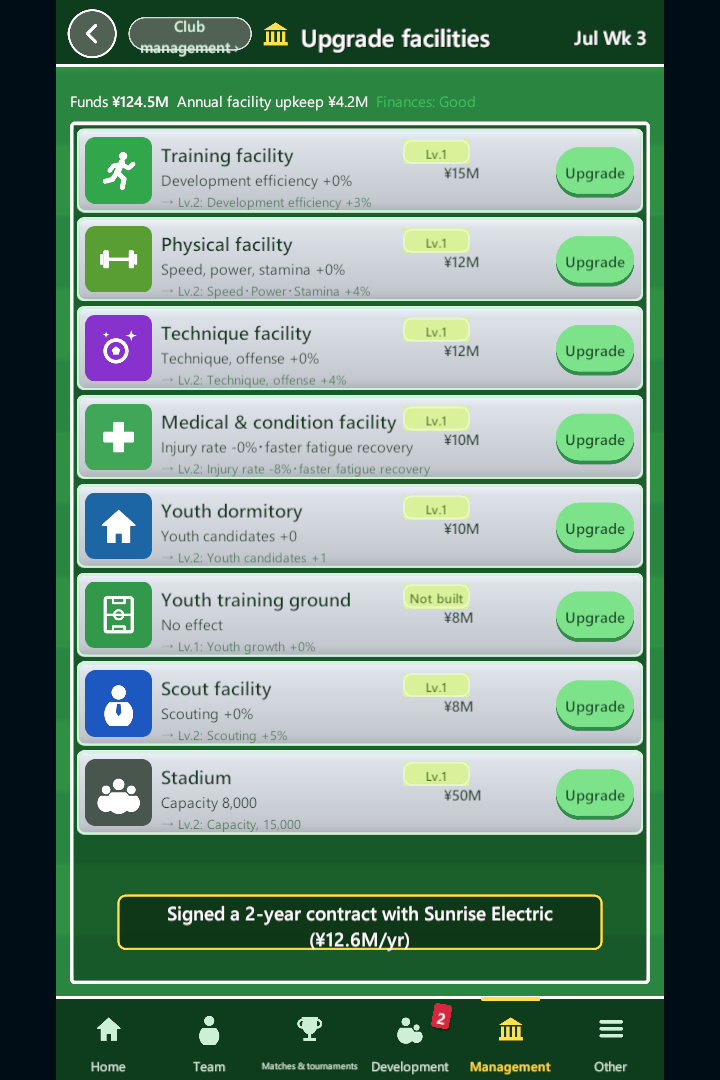 Club
management ›
Upgrade facilities
Jul Wk 3
Funds ¥124.5M Annual facility upkeep ¥4.2M Finances: Good
Training facility
Lv.1
Development efficiency +0%
¥15M
Upgrade
→ Lv.2: Development efficiency +3%
Physical facility
Lv.1
Speed, power, stamina +0%
¥12M
Upgrade
→ Lv.2: Speed·Power·Stamina +4%
Technique facility
Lv.1
Technique, offense +0%
¥12M
Upgrade
→ Lv.2: Technique, offense +4%
Medical & condition facility
Lv.1
Injury rate -0%·faster fatigue recovery
¥10M
Upgrade
→ Lv.2: Injury rate -8%·faster fatigue recovery
Youth dormitory
Lv.1
Youth candidates +0
¥10M
Upgrade
→ Lv.2: Youth candidates +1
Youth training ground
Not built
No effect
¥8M
Upgrade
→ Lv.1: Youth growth +0%
Scout facility
Lv.1
Scouting +0%
¥8M
Upgrade
→ Lv.2: Scouting +5%
Stadium
Lv.1
Capacity 8,000
¥50M
Upgrade
→ Lv.2: Capacity, 15,000
Signed a 2-year contract with Sunrise Electric
(¥12.6M/yr)
2
Home
Team
Matches & tournaments
Development
Management
Other